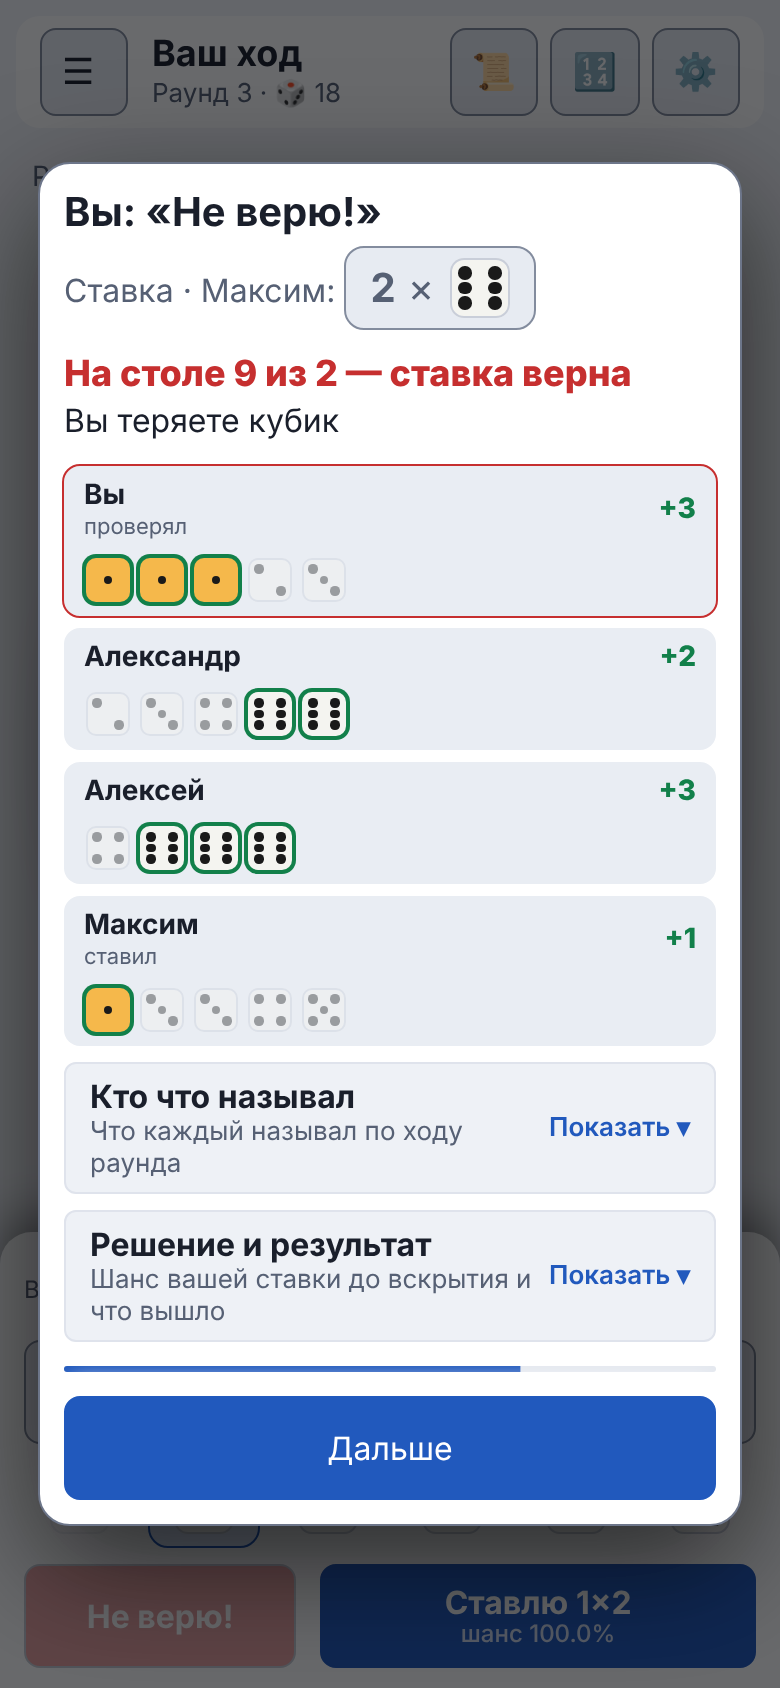 ☰
Ваш ход
Раунд 3 · 🎲 18
Вы: «Не верю!»
Ставка · Максим: 2 ×
На столе 9 из 2 — ставка верна
Вы теряете кубик
Вы
проверял
+3
Александр
+2
Алексей
+3
Максим
ставил
+1
Кто что называл
Что каждый называл по ходу
раунда
Показать ▾
Решение и результат
Шанс вашей ставки до вскрытия и
что вышло
Показать ▾
Дальше
Не верю!
Ставлю 1×2
шанс 100.0%